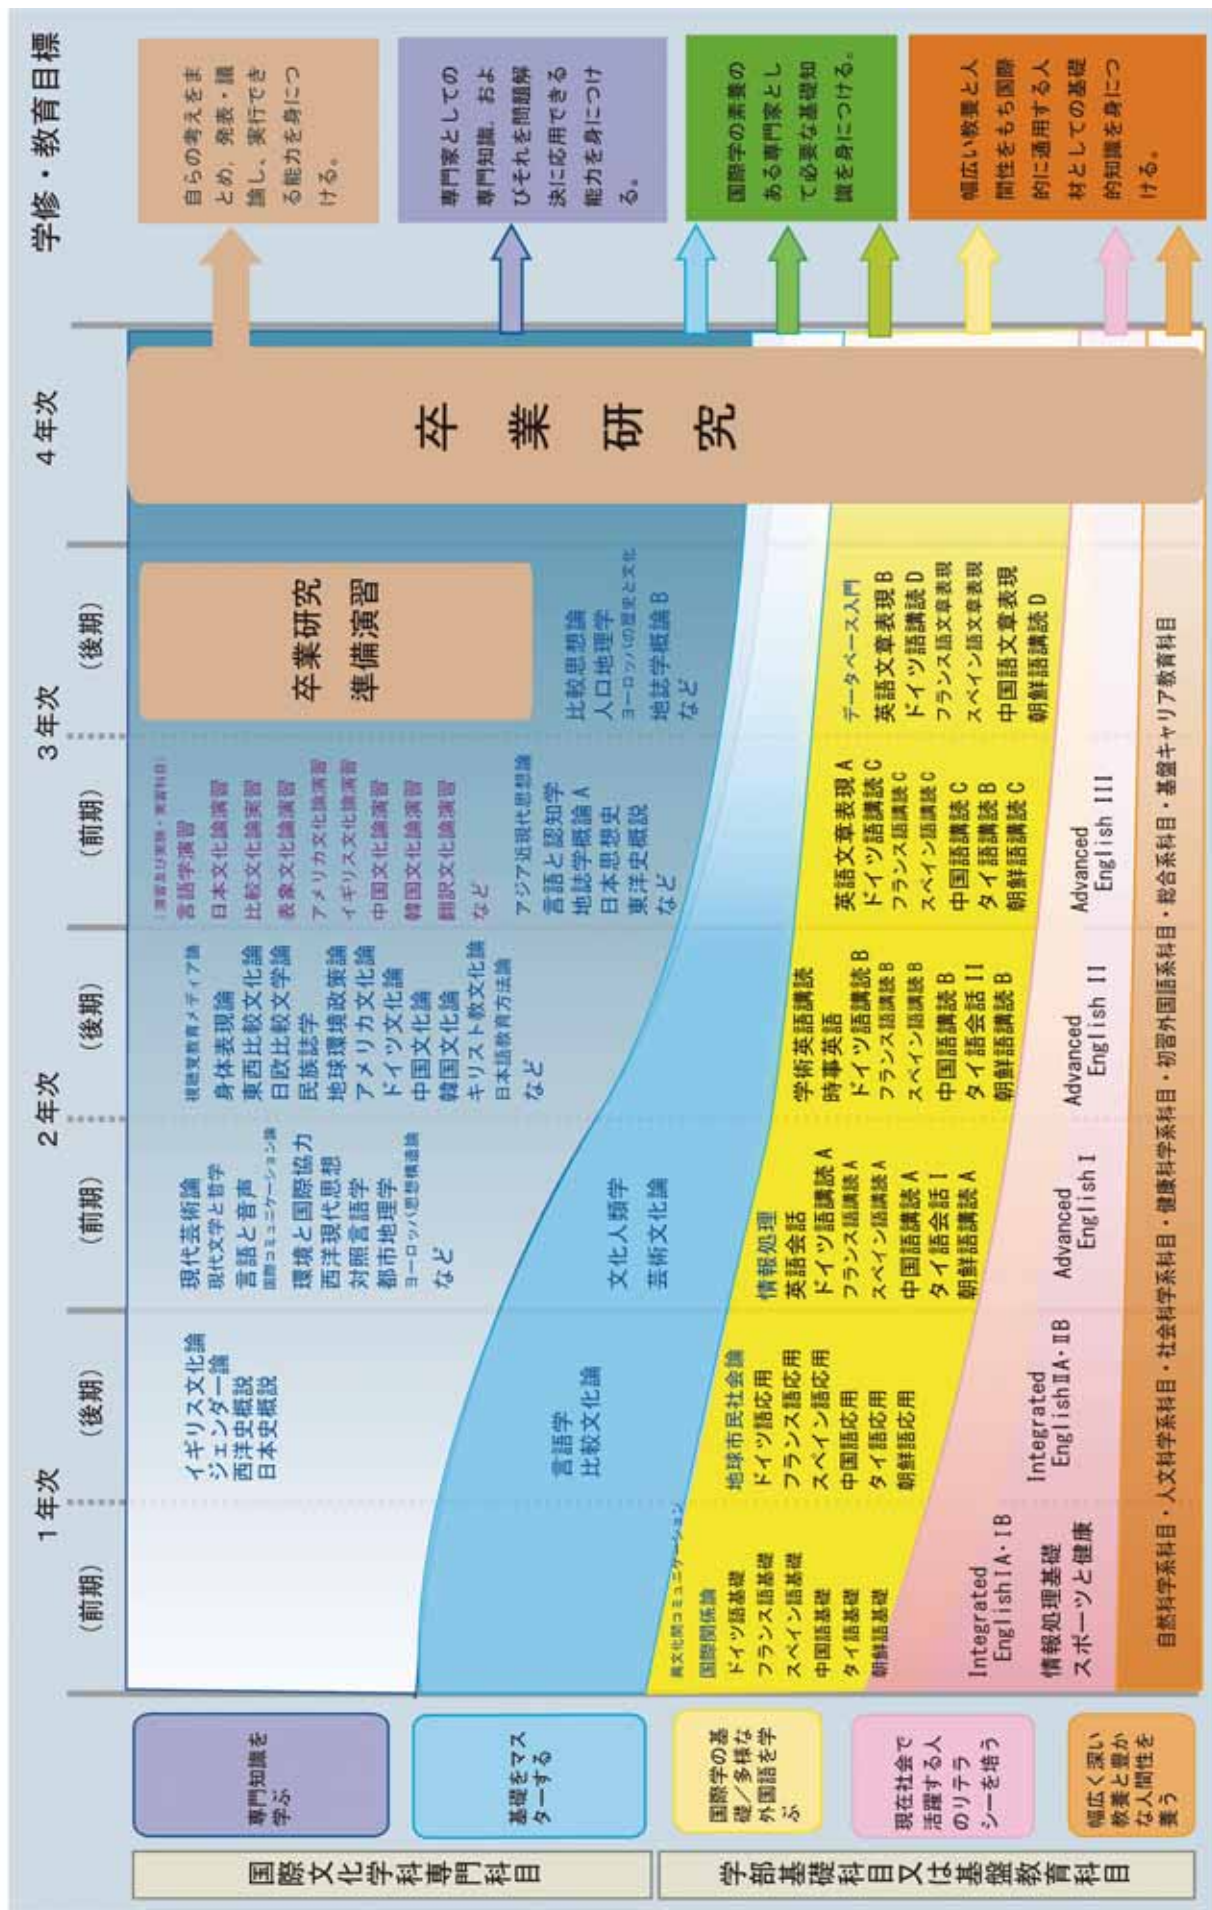 学修・教育目標
自らの考えをま
とめ，発表・議
論し、実行でき
る能力を身につ
ける。
専門家としての
専門知識、およ
びそれを問題解
決に応用できる
能力を身につけ
る。
国際学の素養の
ある専門家とし
て必要な基礎知
識を身につける。
幅広い教養と人
間性をもち国際
的に通用する人
材としての基礎
的知識を身につ
ける。
1年次
2年次
3年次
4年次
(前期)
(後期)
(前期)
(後期)
(前期)
(後期)
国際文化学科専門科目
学部基礎科目又は基盤教育科目
専門知識を
学ぶ
基礎をマス
ターする
国際学の基
礎／多様な
外国語を学
ぶ
現在社会で
活躍する人
のリテラ
シーを培う
幅広く深い
教養と豊か
な人間性を
養う
イギリス文化論
ジェンダー論
西洋史概説
日本史概説
現代芸術論
現代文学と哲学
言語と音声
国際コミュニケーション論
環境と国際協力
西洋現代思想
対照言語学
都市地理学
ヨーロッパ思想構造論
など
視聴覚教育メディア論
身体表現論
東西比較文化論
日欧比較文学論
民族誌学
地球環境政策論
アメリカ文化論
ドイツ文化論
中国文化論
韓国文化論
キリスト教文化論
日本語教育方法論
など
(演習及び実験・実習科目)
言語学演習
日本文化論演習
比較文化論実習
表象文化論演習
アメリカ文化論演習
イギリス文化論演習
中国文化論演習
韓国文化論演習
翻訳文化論演習
など
アジア近現代思想論
言語と認知学
地誌学概論 A
日本思想史
東洋史概説
など
卒業研究
準備演習
比較思想論
人口地理学
ヨーロッパの歴史と文化
地誌学概論 B
など
卒業研究
言語学
比較文化論
文化人類学
芸術文化論
異文化間コミュニケーション
国際関係論
ドイツ語基礎
フランス語基礎
スペイン語基礎
中国語基礎
タイ語基礎
朝鮮語基礎
地球市民社会論
ドイツ語応用
フランス語応用
スペイン語応用
中国語応用
タイ語応用
朝鮮語応用
情報処理
英語会話
ドイツ語講読 A
フランス語講読 A
スペイン語講読 A
中国語講読 A
タイ語会話 I
朝鮮語講読 A
学術英語講読
時事英語
ドイツ語講読 B
フランス語講読 B
スペイン語講読 B
中国語講読 B
タイ語会話 II
朝鮮語講読 B
英語文章表現 A
ドイツ語講読 C
フランス語講読 C
スペイン語講読 C
中国語講読 C
タイ語講読 B
朝鮮語講読 C
データベース入門
英語文章表現 B
ドイツ語講読 D
フランス語文章表現
スペイン語文章表現
中国語文章表現
朝鮮語講読 D
Integrated
English IA・IB
情報処理基礎
スポーツと健康
Integrated
English ⅡA・ⅡB
Advanced
English I
Advanced
English II
Advanced
English III
自然科学系科目・人文科学系科目・社会科学系科目・健康科学系科目・初習外国語系科目・総合系科目・基盤キャリア教育科目